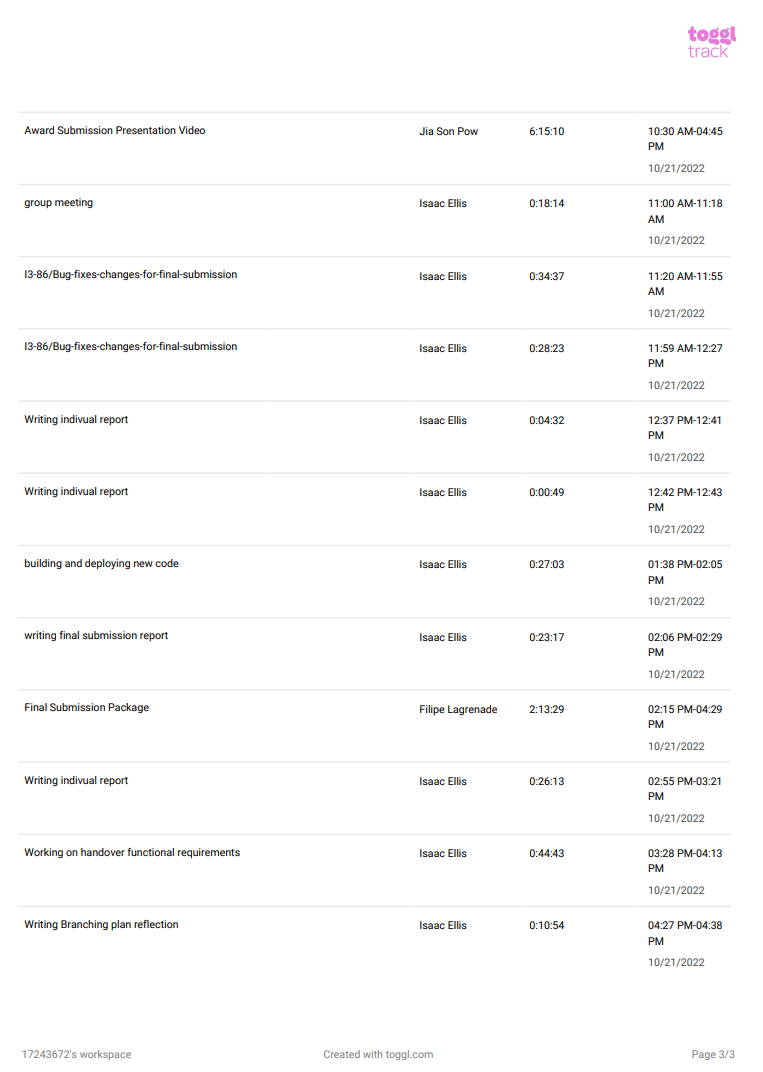 toggl
track
Award Submission Presentation Video Jia Son Pow 6:15:10 10:30 AM-04:45
PM
10/21/2022
group meeting Isaac Ellis 0:18:14 11:00 AM-11:18
AM
10/21/2022
I3-86/Bug-fixes-changes-for-final-submission Isaac Ellis 0:34:37 11:20 AM-11:55
AM
10/21/2022
I3-86/Bug-fixes-changes-for-final-submission Isaac Ellis 0:28:23 11:59 AM-12:27
PM
10/21/2022
Writing indivual report Isaac Ellis 0:04:32 12:37 PM-12:41
PM
10/21/2022
Writing indivual report Isaac Ellis 0:00:49 12:42 PM-12:43
PM
10/21/2022
building and deploying new code Isaac Ellis 0:27:03 01:38 PM-02:05
PM
10/21/2022
writing final submission report Isaac Ellis 0:23:17 02:06 PM-02:29
PM
10/21/2022
Final Submission Package Filipe Lagrenade 2:13:29 02:15 PM-04:29
PM
10/21/2022
Writing indivual report Isaac Ellis 0:26:13 02:55 PM-03:21
PM
10/21/2022
Working on handover functional requirements Isaac Ellis 0:44:43 03:28 PM-04:13
PM
10/21/2022
Writing Branching plan reflection Isaac Ellis 0:10:54 04:27 PM-04:38
PM
10/21/2022
17243672's workspace Created with toggl.com Page 3/3